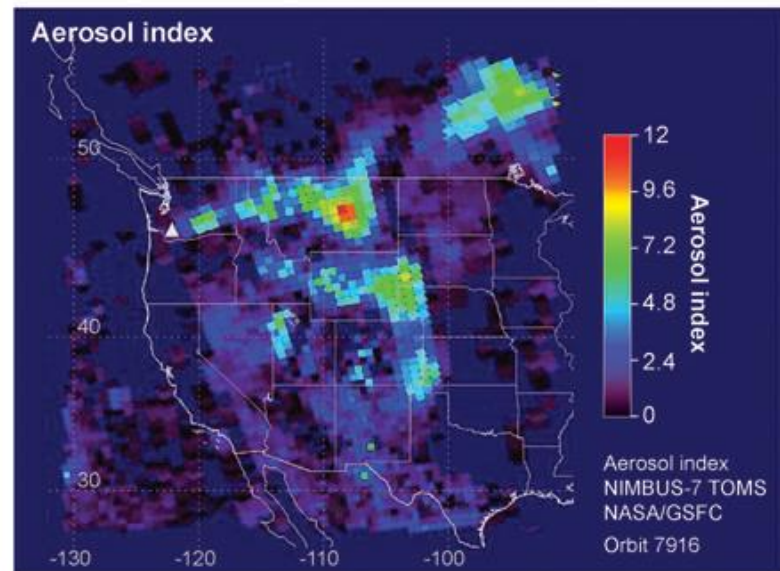 Aerosol index
50
40
30
-130
-120
-110
-100
12
9.6
7.2
4.8
2.4
0
Aerosol index
Aerosol index
NIMBUS-7 TOMS
NASA/GSFC
Orbit 7916